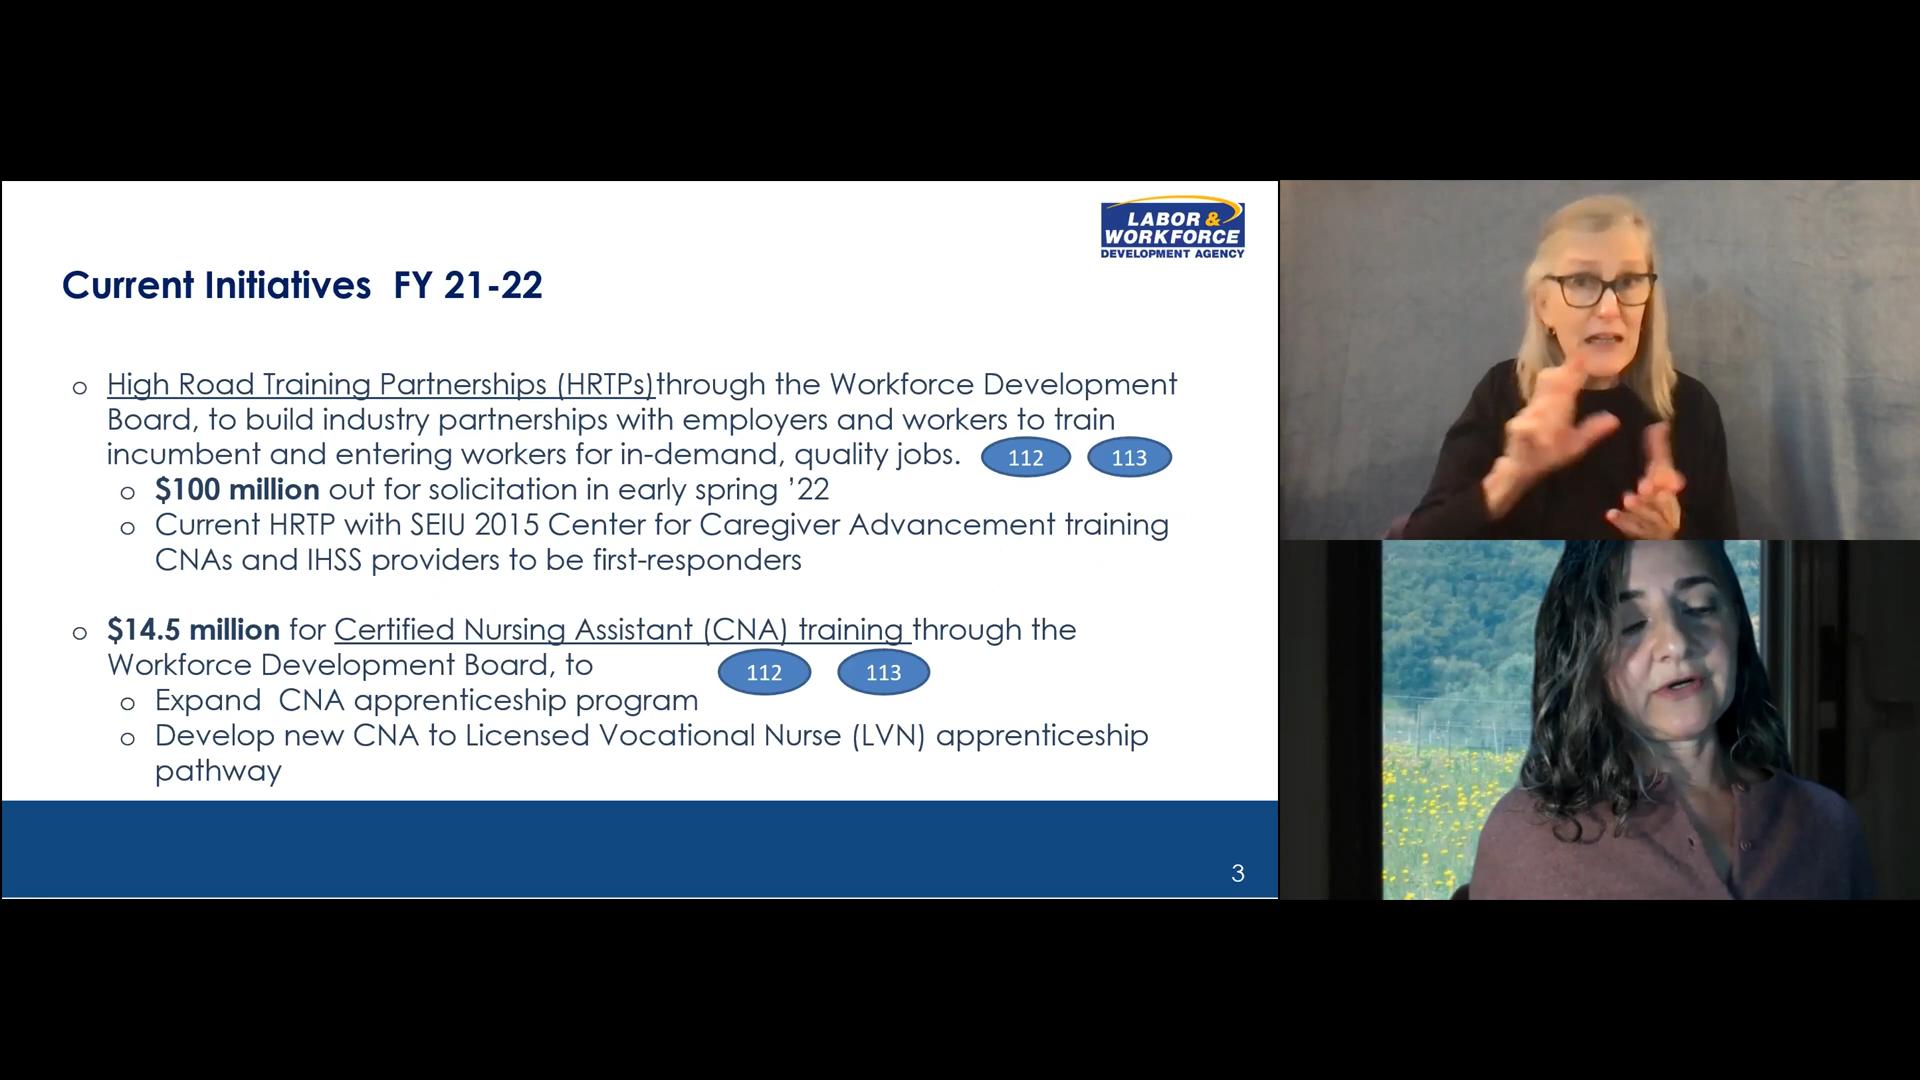 LABOR &
WORKFORCE
DEVELOPMENT AGENCY
Current Initiatives  FY 21-22
o High Road Training Partnerships (HRTPs)through the Workforce Development
Board, to build industry partnerships with employers and workers to train
incumbent and entering workers for in-demand, quality jobs. 112 113
o $100 million out for solicitation in early spring ’22
o Current HRTP with SEIU 2015 Center for Caregiver Advancement training
CNAs and IHSS providers to be first-responders
o $14.5 million for Certified Nursing Assistant (CNA) training through the
Workforce Development Board, to 112 113
o Expand  CNA apprenticeship program
o Develop new CNA to Licensed Vocational Nurse (LVN) apprenticeship
pathway
3